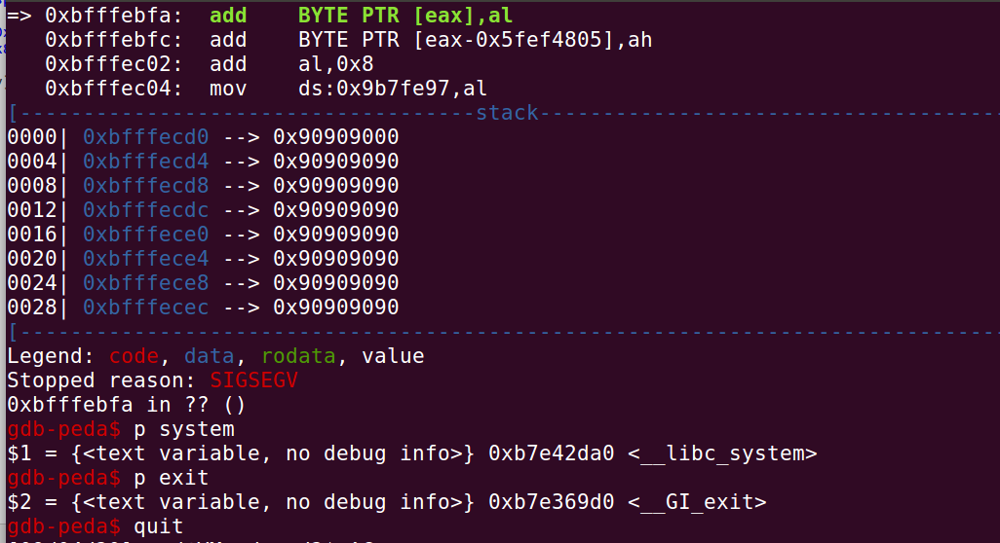 => 0xbfffebfa: add BYTE PTR [eax],al
0xbfffebfc: add BYTE PTR [eax-0x5fef4805],ah
0xbfffec02: add al,0x8
0xbfffec04: mov ds:0x9b7fe97,al
[------------------------------------stack------------------------------------
0000| 0xbfffecd0 --> 0x90909000
0004| 0xbfffecd4 --> 0x90909090
0008| 0xbfffecd8 --> 0x90909090
0012| 0xbfffecdc --> 0x90909090
0016| 0xbfffece0 --> 0x90909090
0020| 0xbfffece4 --> 0x90909090
0024| 0xbfffece8 --> 0x90909090
0028| 0xbfffecec --> 0x90909090
[------------------------------------------------------------------------------
Legend: code, data, rodata, value
Stopped reason: SIGSEGV
0xbfffebfa in ?? ()
gdb-peda$ p system
$1 = {<text variable, no debug info>} 0xb7e42da0 <__libc_system>
gdb-peda$ p exit
$2 = {<text variable, no debug info>} 0xb7e369d0 <__GI_exit>
gdb-peda$ quit